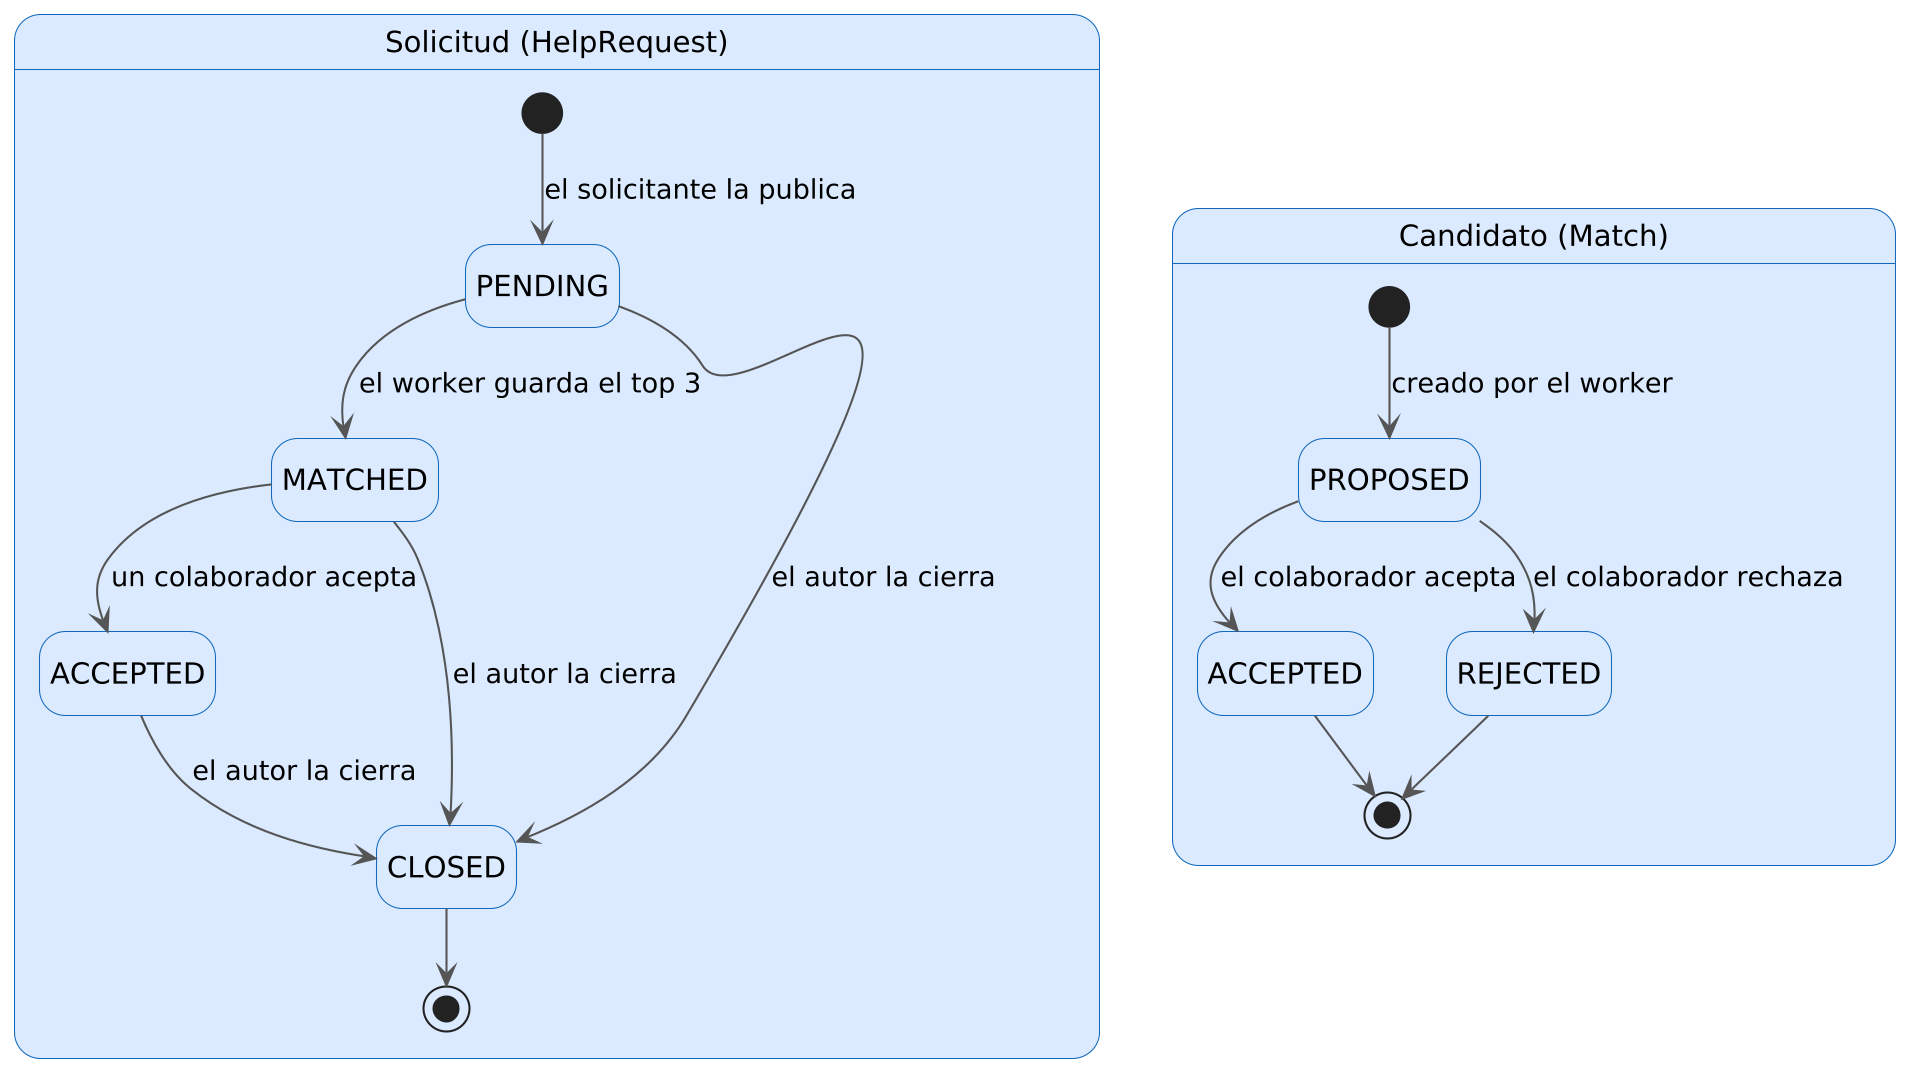 Solicitud (HelpRequest)
el solicitante la publica
PENDING
el worker guarda el top 3
MATCHED
un colaborador acepta
el autor la cierra
ACCEPTED
el autor la cierra
el autor la cierra
CLOSED
Candidato (Match)
creado por el worker
PROPOSED
el colaborador acepta
el colaborador rechaza
ACCEPTED
REJECTED